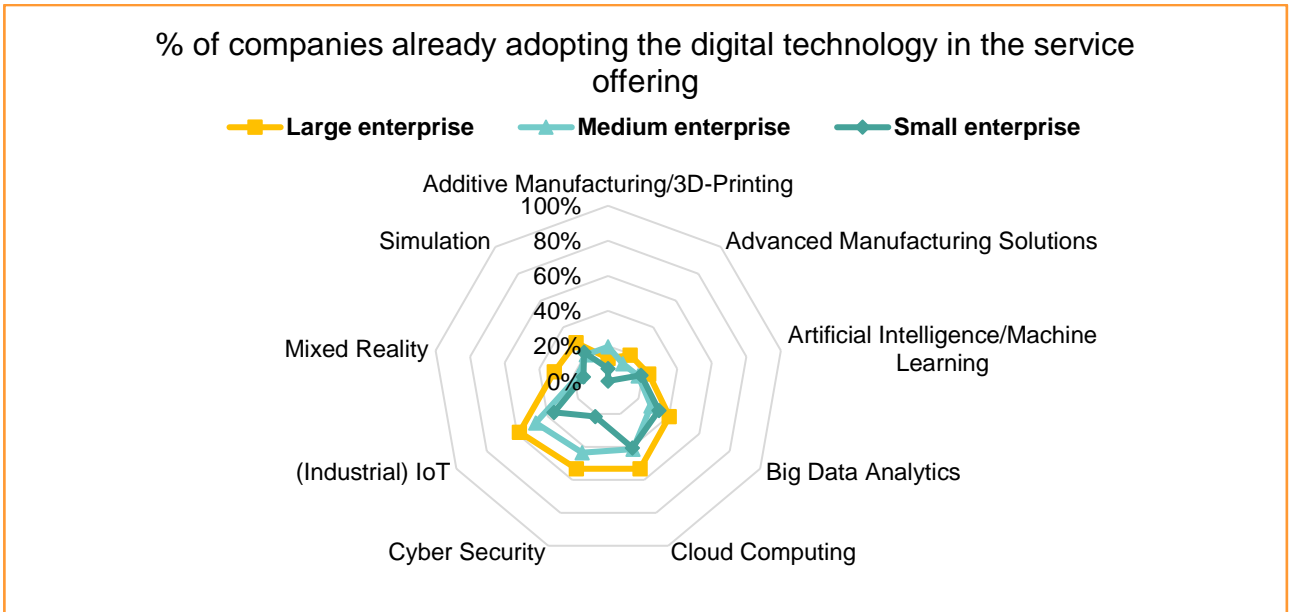 % of companies already adopting the digital technology in the service
offering
Large enterprise Medium enterprise Small enterprise
Additive Manufacturing/3D-Printing
100%
Simulation
Advanced Manufacturing Solutions
80%
60%
40%
Mixed Reality
20%
Artificial Intelligence/Machine
Learning
0%
(Industrial) IoT
Big Data Analytics
Cyber Security
Cloud Computing